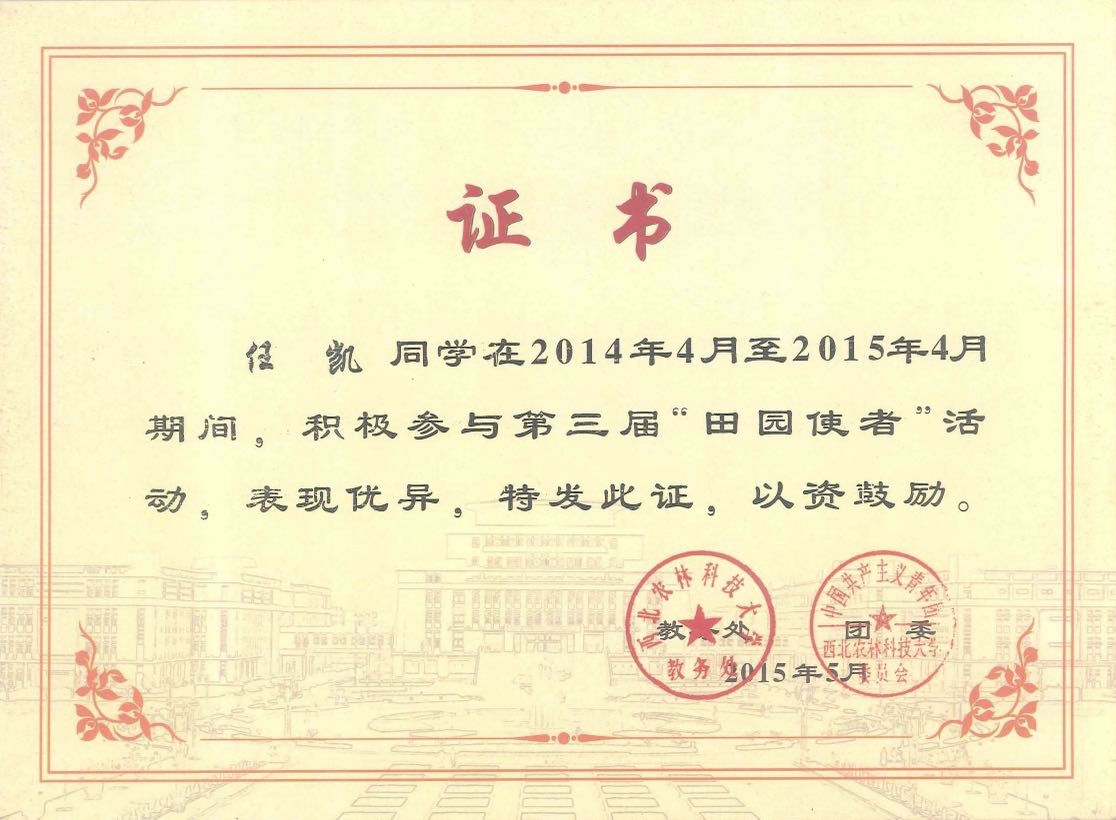 证 书
任 凯 同学在2014年4月至2015年4月
期间，积极参与第三届“田园使者”活
动，表现优异，特发此证，以资鼓励。
教务处 团 委
2015年5月
西北农林科技大学
教务处
中国共产主义青年团
西北农林科技大学
委员会